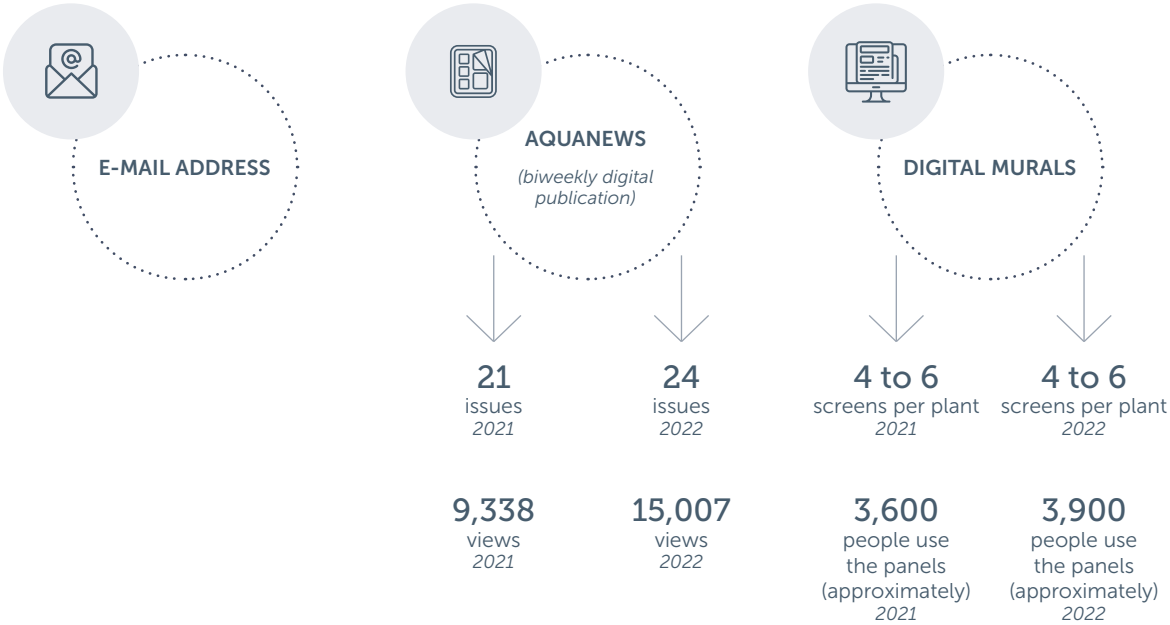 E-MAIL ADDRESS
AQUANEWS
(biweekly digital
publication)
21
issues
2021
24
issues
2022
9,338
views
2021
15,007
views
2022
DIGITAL MURALS
4 to 6
screens per plant
2021
4 to 6
screens per plant
2022
3,600
people use
the panels
(approximately)
2021
3,900
people use
the panels
(approximately)
2022